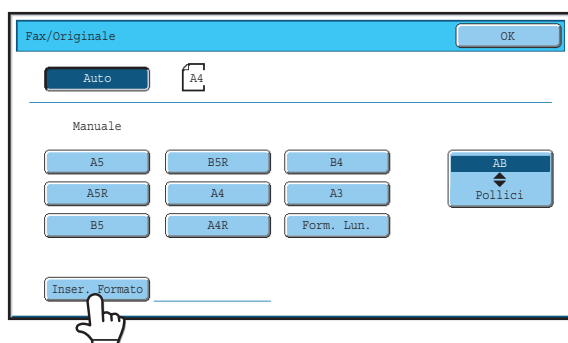 Fax/Originale OK
Auto A4
Manuale
A5 B5R B4 AB
A5R A4 A3 Pollici
B5 A4R Form. Lun.
Inser. Formato